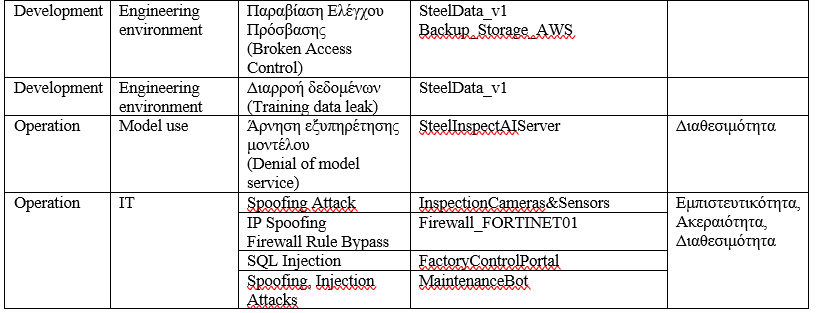 Development Engineering environment Παραβίαση Ελέγχου Πρόσβασης (Broken Access Control) SteelData_v1 Backup_Storage_AWS
Development Engineering environment Διαρροή δεδομένων (Training data leak) SteelData_v1
Operation Model use Άρνηση εξυπηρέτησης μοντέλου (Denial of model service) SteelInspectAIServer Διαθεσιμότητα
Operation IT Spoofing Attack InspectionCameras&Sensors Εμπιστευτικότητα, Ακεραιότητα, Διαθεσιμότητα
IP Spoofing Firewall Rule Bypass Firewall_FORTINET01
SQL Injection FactoryControlPortal
Spoofing, Injection Attacks MaintenanceBot